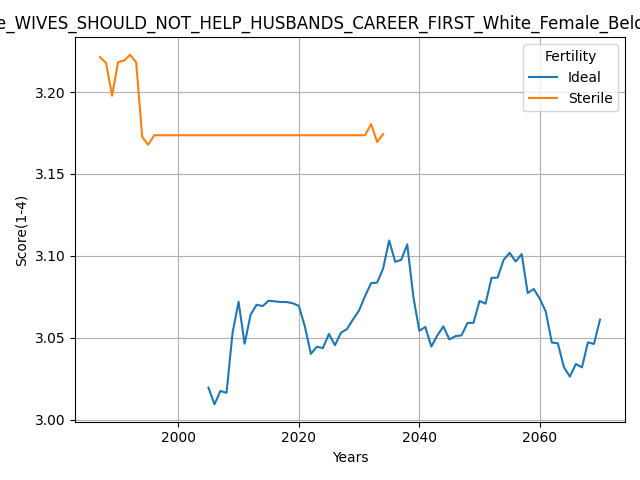 e_WIVES_SHOULD_NOT_HELP_HUSBANDS_CAREER_FIRST_White_Female_Belo
Fertility
Ideal
Sterile
Score(1-4)
3.20
3.15
3.10
3.05
3.00
2000 2020 2040 2060
Years